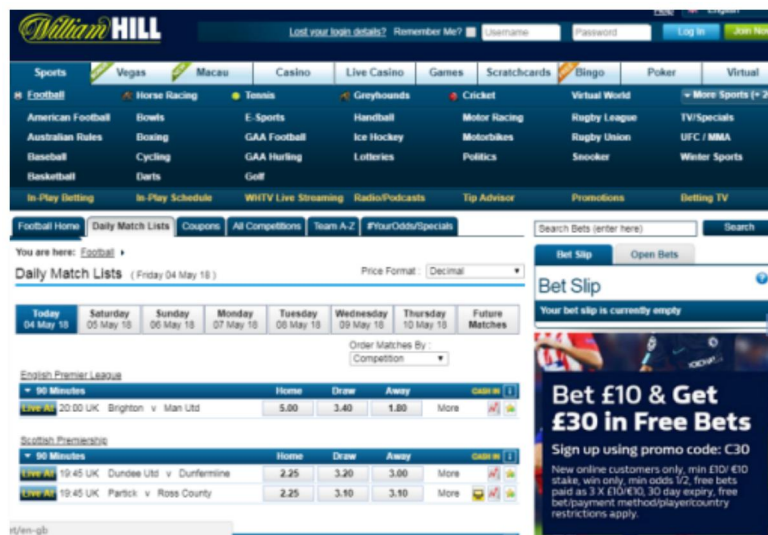 William HILL
Help English
Lost your login details? Remember Me? Username Password Log In Join Now
Sports Vegas Macau Casino Live Casino Games Scratchcards Bingo Poker Virtual
Football Horse Racing Tennis Greyhounds Cricket Virtual World More Sports (+ 2
American Football Bowls E-Sports Handball Motor Racing Rugby League TV/Specials
Australian Rules Boxing GAA Football Ice Hockey Motorbikes Rugby Union UFC / MMA
Baseball Cycling GAA Hurling Lotteries Politics Snooker Winter Sports
Basketball Darts Golf
In-Play Betting In-Play Schedule WHTV Live Streaming Radio/Podcasts Tip Advisor Promotions Betting TV
Football Home Daily Match Lists Coupons All Competitions Team A-Z #YourOdds/Specials
You are here: Football
Daily Match Lists ( Friday 04 May 18 ) Price Format : Decimal
Today Saturday Sunday Monday Tuesday Wednesday Thursday Future
04 May 18 05 May 18 06 May 18 07 May 18 08 May 18 09 May 18 10 May 18 Matches
Order Matches By :
Competition
English Premier League
90 Minutes Home Draw Away CASH IN i
Live At 20:00 UK Brighton v Man Utd 5.00 3.40 1.80 More
Scottish Premiership
90 Minutes Home Draw Away CASH IN i
Live At 19:45 UK Dundee Utd v Dunfermline 2.25 3.20 3.00 More
Live At 19:45 UK Partick v Ross County 2.25 3.10 3.10 More
et/en-gb
Search Bets (enter here) Search
Bet Slip Open Bets
Bet Slip ?
Your bet slip is currently empty
Bet £10 & Get
£30 in Free Bets
Sign up using promo code: C30
New online customers only, min £10/ €10
stake, win only, min odds 1/2, free bets
paid as 3 X £10/€10, 30 day expiry, free
bet/payment method/player/country
restrictions apply.